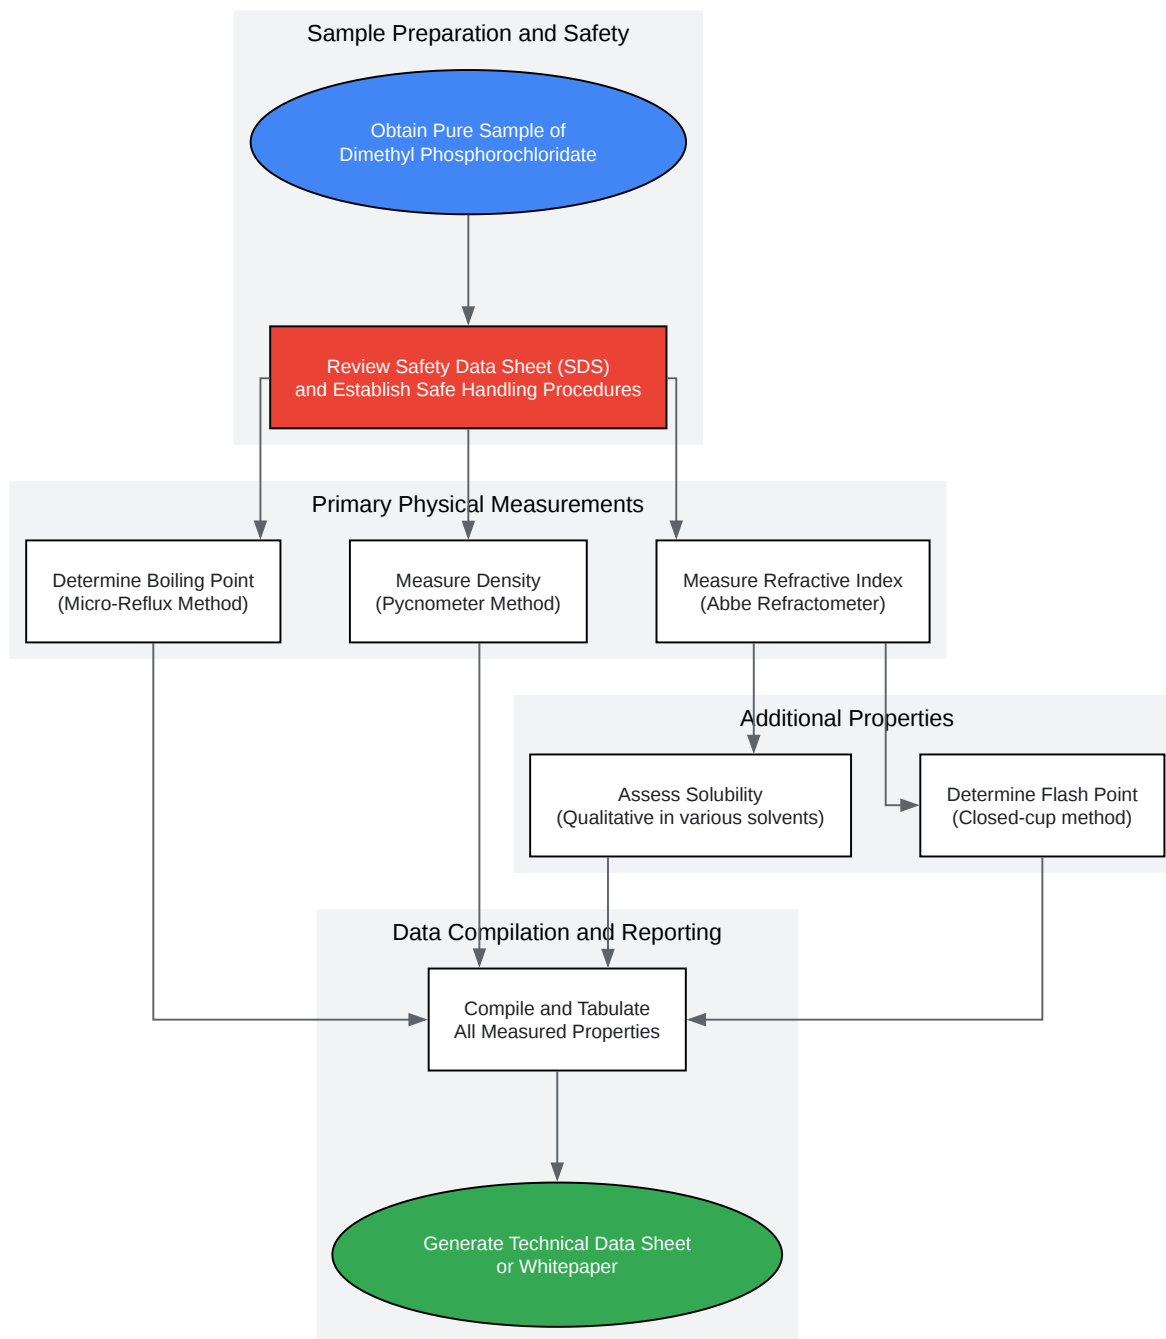 Sample Preparation and Safety
Obtain Pure Sample of
Dimethyl Phosphorochloridate
Review Safety Data Sheet (SDS)
and Establish Safe Handling Procedures
Primary Physical Measurements
Determine Boiling Point
(Micro-Reflux Method)
Measure Density
(Pycnometer Method)
Measure Refractive Index
(Abbe Refractometer)
Additional Properties
Assess Solubility
(Qualitative in various solvents)
Determine Flash Point
(Closed-cup method)
Data Compilation and Reporting
Compile and Tabulate
All Measured Properties
Generate Technical Data Sheet
or Whitepaper